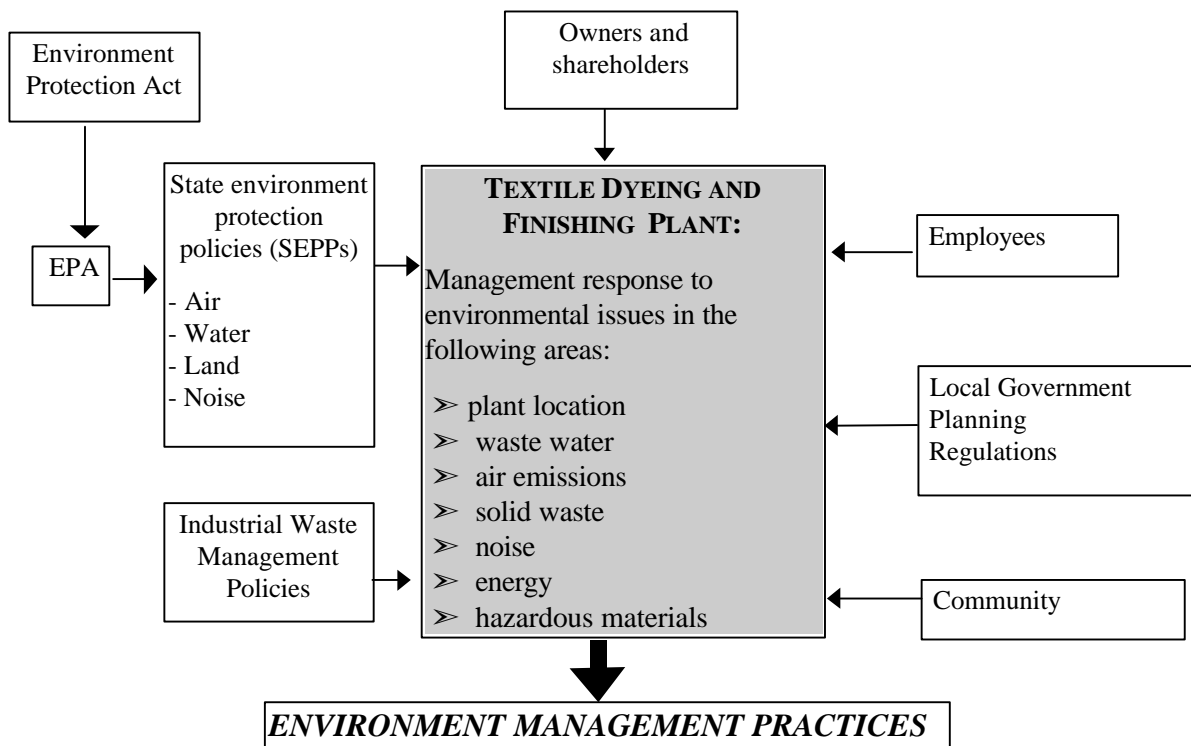 Environment
Protection Act
Owners and
shareholders
State environment
protection
policies (SEPPs)
- Air
- Water
- Land
- Noise
EPA
TEXTILE DYEING AND
FINISHING PLANT:
Management response to
environmental issues in the
following areas:
➢ plant location
➢ waste water
➢ air emissions
➢ solid waste
➢ noise
➢ energy
➢ hazardous materials
Employees
Local Government
Planning
Regulations
Industrial Waste
Management
Policies
Community
ENVIRONMENT MANAGEMENT PRACTICES